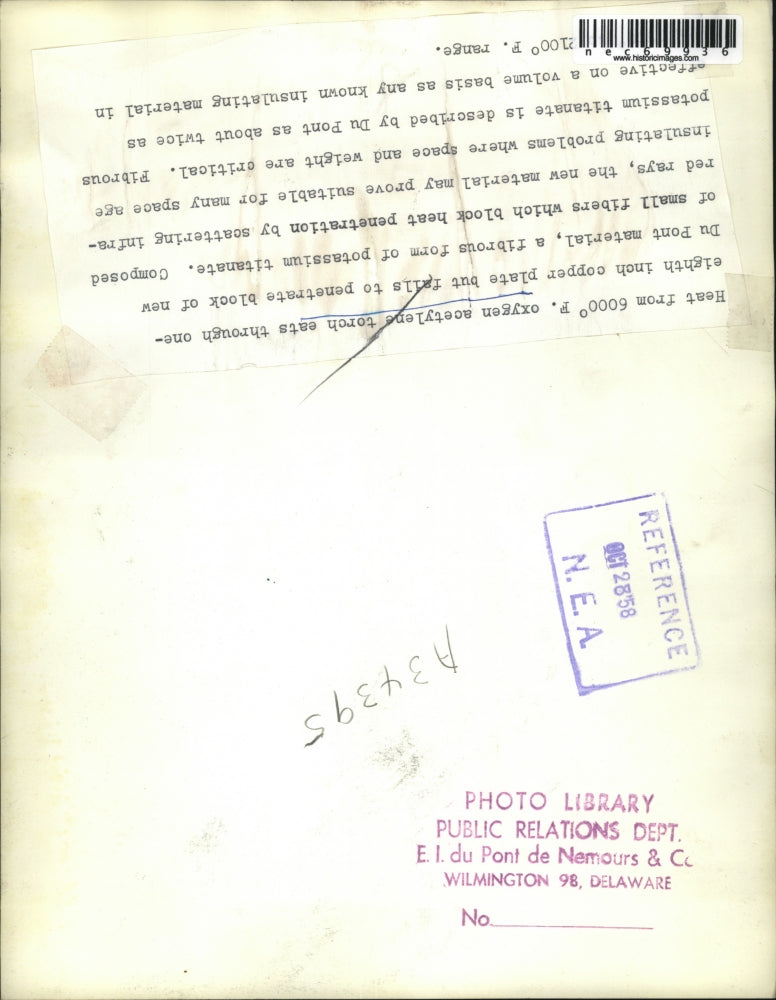 Heat from 6000° F. oxygen acetylene torch eats through one-
eighth inch copper plate but fails to penetrate block of new
Du Pont material, a fibrous form of potassium titanate. Composed
of small fibers which block heat penetration by scattering infra-
red rays, the new material may prove suitable for many space age
insulating problems where space and weight are critical. Fibrous
potassium titanate is described by Du Pont as about twice as
effective on a volume basis as any known insulating material in
2100° F. range.
nec69936
www.historicimages.com
REFERENCE
OCT 28 '58
N.E.A.
A34395
PHOTO LIBRARY
PUBLIC RELATIONS DEPT.
E. I. du Pont de Nemours & Co
WILMINGTON 98, DELAWARE
No.